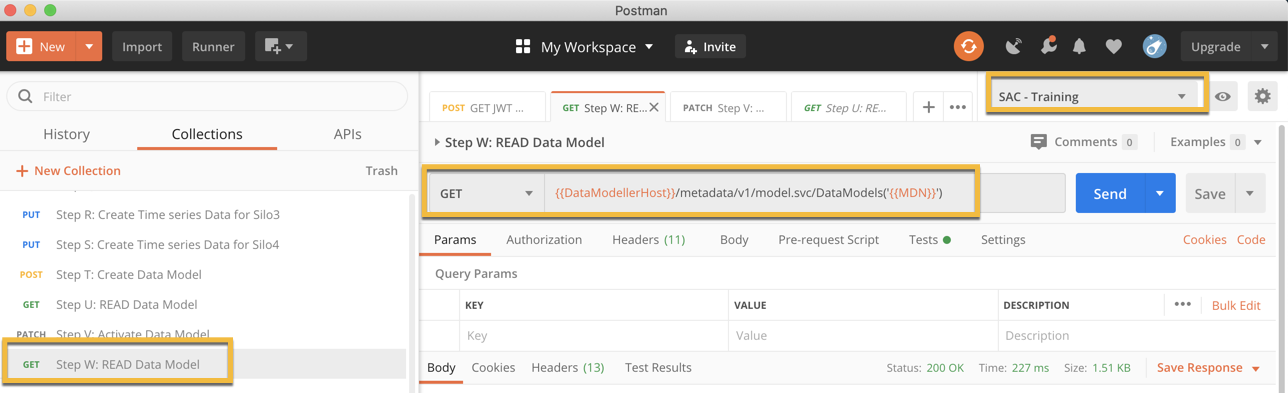 Postman
New
Import
Runner
My Workspace
Invite
Upgrade
Filter
History Collections APIs
New Collection Trash
PUT Step R: Create Time series Data for Silo3
PUT Step S: Create Time series Data for Silo4
POST Step T: Create Data Model
GET Step U: READ Data Model
PATCH Step V: Activate Data Model
GET Step W: READ Data Model
POST GET JWT ...
GET Step W: RE...
PATCH Step V: ...
GET Step U: RE...
SAC - Training
Step W: READ Data Model
Comments 0 Examples 0
GET {{DataModellerHost}}/metadata/v1/model.svc/DataModels('{{MDN}}')
Send Save
Params Authorization Headers (11) Body Pre-request Script Tests Settings Cookies Code
Query Params
KEY VALUE DESCRIPTION Bulk Edit
Key Value Description
Body Cookies Headers (13) Test Results Status: 200 OK Time: 227 ms Size: 1.51 KB Save Response